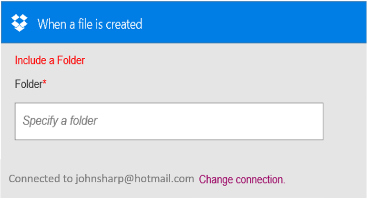 When a file is created
Include a Folder
Folder*
Specify a folder
Connected to johnsharp@hotmail.com Change connection.